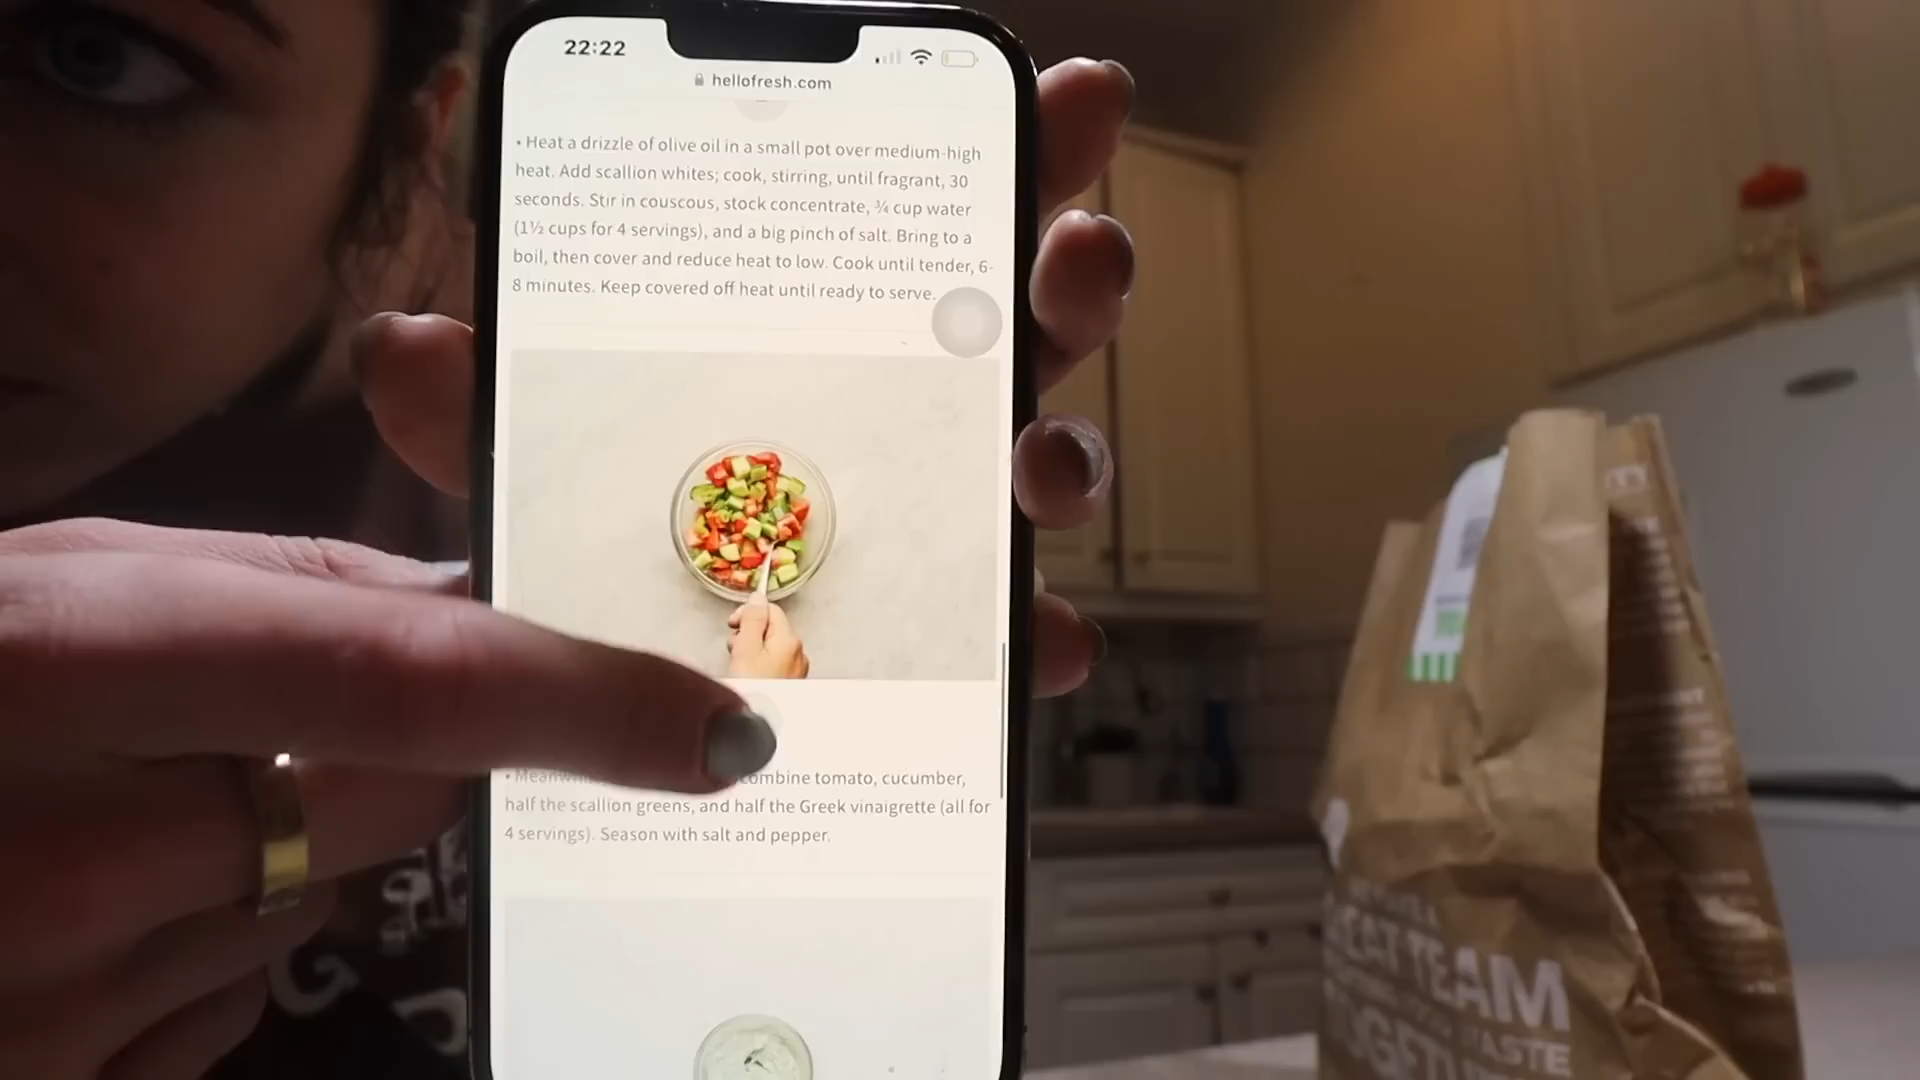 22:22
hellofresh.com
• Heat a drizzle of olive oil in a small pot over medium-high
heat. Add scallion whites; cook, stirring, until fragrant, 30
seconds. Stir in couscous, stock concentrate, ¾ cup water
(1½ cups for 4 servings), and a big pinch of salt. Bring to a
boil, then cover and reduce heat to low. Cook until tender, 6-
8 minutes. Keep covered off heat until ready to serve.
combine tomato, cucumber,
half the scallion greens, and half the Greek vinaigrette (all for
4 servings). Season with salt and pepper.
TEAM
WASTE